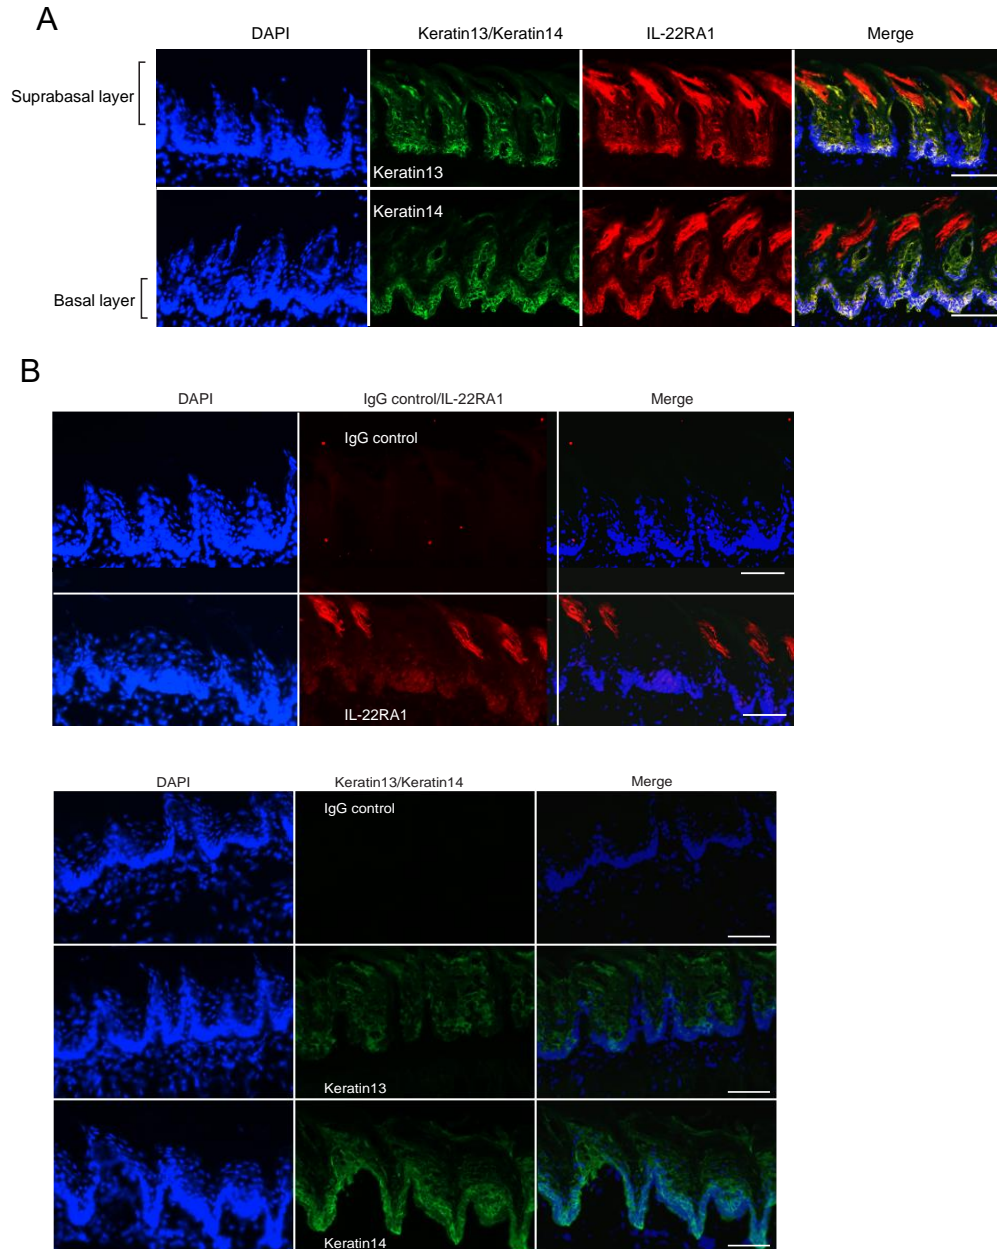 A
DAPI Keratin13/Keratin14 IL-22RA1 Merge
Suprabasal layer
Keratin13
Keratin14
Basal layer
B
DAPI IgG control/IL-22RA1 Merge
IgG control
IL-22RA1
DAPI Keratin13/Keratin14 Merge
IgG control
Keratin13
Keratin14